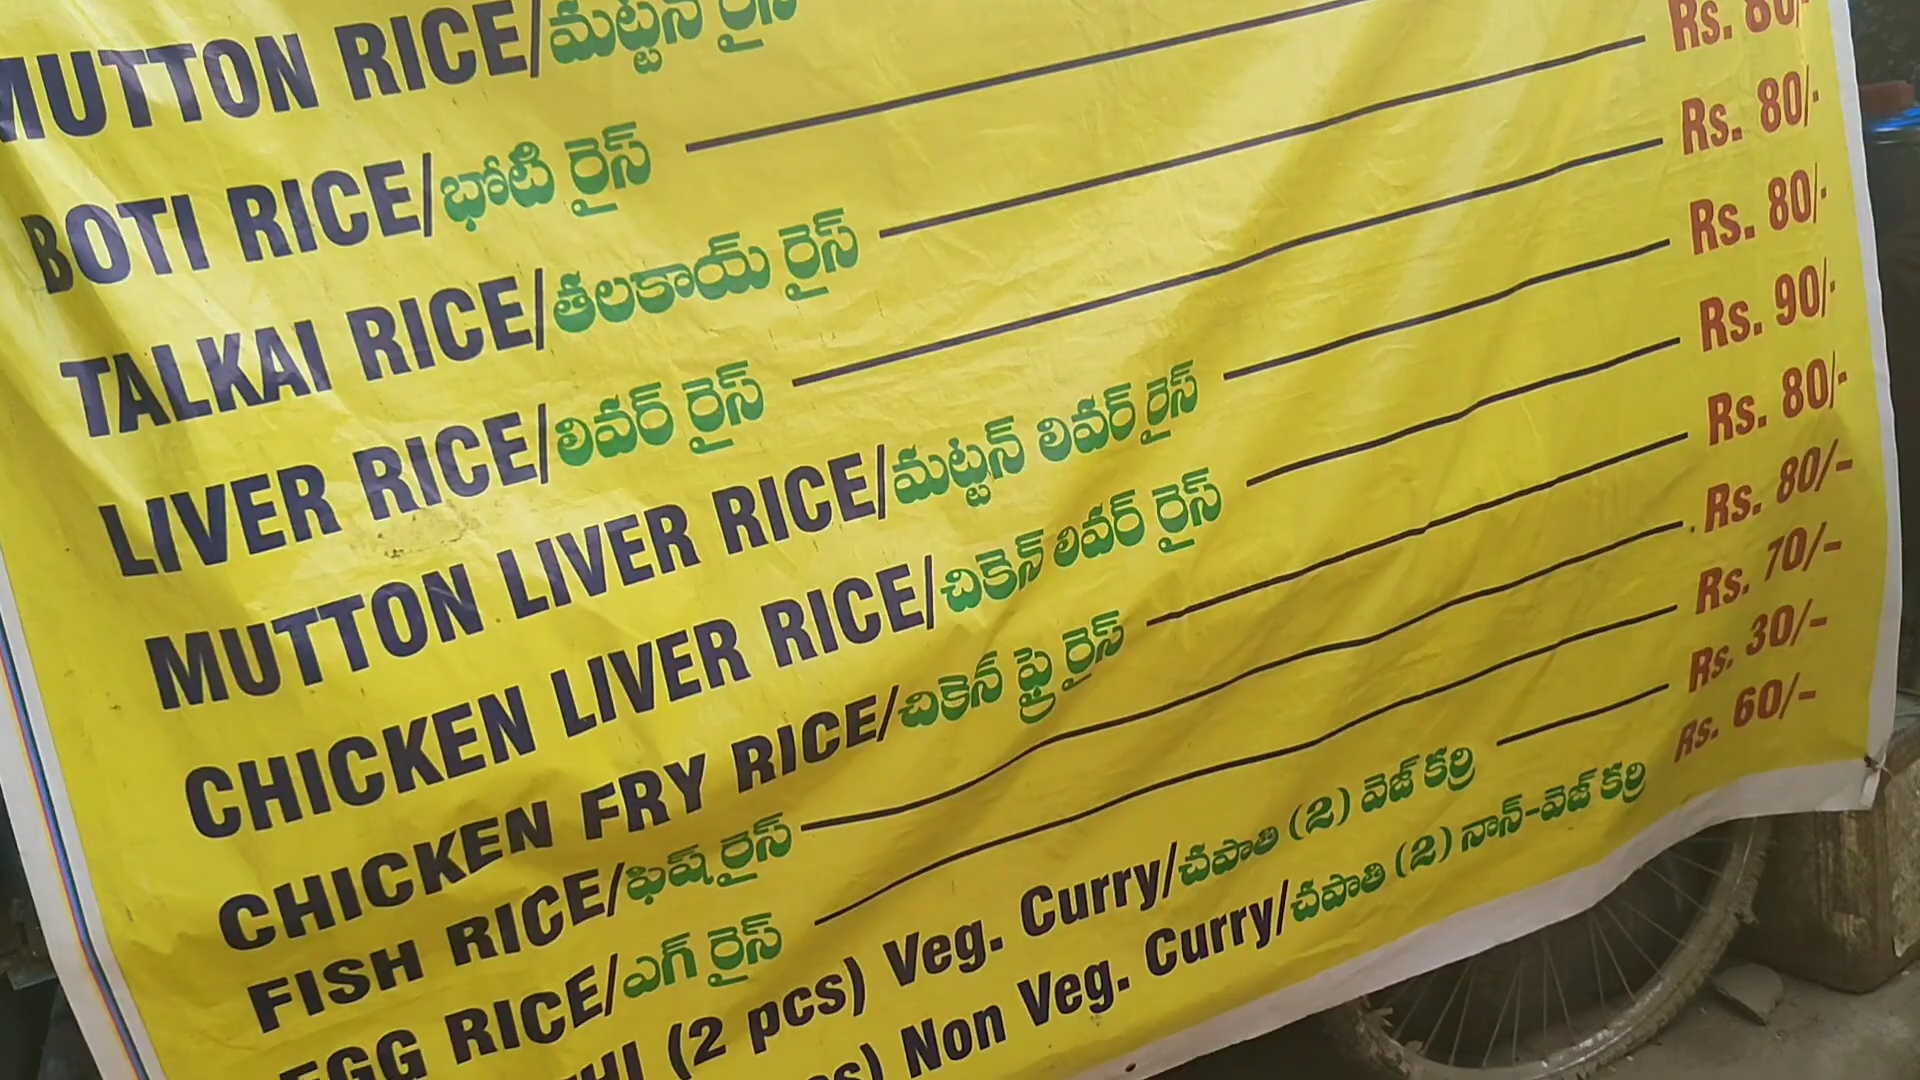 MUTTON RICE/మట్టన్ రైస్
BOTI RICE/భోటి రైస్
TALKAI RICE/తలకాయ్ రైస్ Rs. 80/-
LIVER RICE/లివర్ రైస్ Rs. 80/-
MUTTON LIVER RICE/మట్టన్ లివర్ రైస్ Rs. 80/-
CHICKEN LIVER RICE/చికెన్ లివర్ రైస్ Rs. 90/-
CHICKEN FRY RICE/చికెన్ ఫ్రై రైస్ Rs. 80/-
FISH RICE/ఫిష్ రైస్ Rs. 80/-
EGG RICE/ఎగ్ రైస్ Rs. 70/-
(2 pcs) Veg. Curry/చపాతి (2) వెజ్ కర్రి Rs. 30/-
Non Veg. Curry/చపాతి (2) నాన్-వెజ్ కర్రి Rs. 60/-